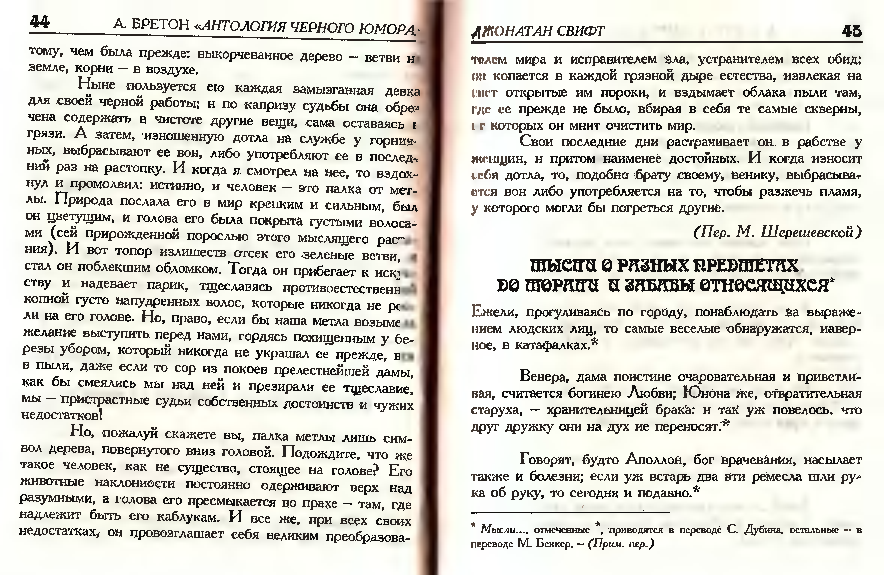 44 А. БРЕТОН «АНТОЛОГИЯ ЧЕРНОГО ЮМОРА
тому, чем была прежде: выкорчеванное дерево — ветви и
земле, корни — в воздухе.
Ныне пользуется ею каждая замызганная девка
для своей черной работы; и по капризу судьбы она обре-
чена содержать в чистоте другие вещи, сама оставаясь в
грязи. А затем, изношенную дотла на службе у горнич-
ных, выбрасывают ее вон, либо употребляют ее в послед-
ний раз на растопку. И когда я смотрел на нее, то вздох-
нул и промолвил: истинно, и человек — это палка от мет-
лы. Природа послала его в мир крепким и сильным, был
он цветущим, и голова его была покрыта густыми волоса-
ми (сей прирожденной порослью этого мыслящего рас-
ния). И вот топор излишеств отсек его зеленые ветви,
стал он поблекшим обломком. Тогда он прибегает к иску
ству и надевает парик, тщеславясь противоестественн
копной густо напудренных волос, которые никогда не ро
ли на его голове. Но, право, если бы наша метла возыме
желание выступить перед нами, гордясь похищенным у бе-
резы убором, который никогда не украшал ее прежде, в
в пыли, даже если то сор из покоев прелестнейшей дамы,
как бы смеялись мы над ней и презирали ее тщеславие,
мы — пристрастные судьи собственных достоинств и чужих
недостатков!
Но, пожалуй скажете вы, палка метлы лишь сим-
вол дерева, повернутого вниз головой. Подождите, что же
такое человек, как не существо, стоящее на голове? Его
животные наклонности постоянно одерживают верх над
разумными, а голова его пресмыкается во прахе — там, где
надлежит быть его каблукам. И все же, при всех своих
недостатках, он провозглашает себя великим преобразова-
ДЖОНАТАН СВИФТ 45
телем мира и исправителем зла, устранителем всех обид;
он копается в каждой грязной дыре естества, извлекая на
свет открытые им пороки, и вздымает облака пыли там,
где ее прежде не было, вбирая в себя те самые скверны,
от которых он мнит очистить мир.
Свои последние дни растрачивает он в рабстве у
женщин, и притом наименее достойных. И когда износит
себя дотла, то, подобно брату своему, венику, выбрасыва-
ется вон либо употребляется на то, чтобы разжечь пламя,
у которого могли бы погреться другие.
(Пер. М. Шерешевской)
МЫСЛИ О РАЗНЫХ ПРЕДМЕТАХ
ДО МОРАЛИ И ЗАБАВЫ ОТНОСЯЩИХСЯ*
Ежели, прогуливаясь по городу, понаблюдать за выраже-
нием людских лиц, то самые веселые обнаружатся, навер-
ное, в катафалках.*
Венера, дама поистине очаровательная и приветли-
вая, считается богинею Любви; Юнона же, отвратительная
старуха, — хранительницей брака: и так уж повелось, что
друг дружку они на дух не переносят.*
Говорят, будто Аполлон, бог врачевания, насылает
также и болезни; если уж встарь два эти ремесла шли ру-
ка об руку, то сегодня и подавно.*
* Мысли..., отмеченные *, приводятся в переводе С. Дубина, остальные — в
переводе М. Беккер. — (Прим. пер.)